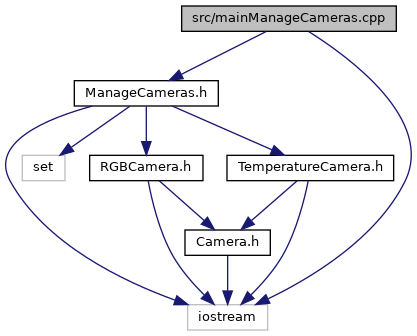 src/mainManageCameras.cpp
ManageCameras.h
set
RGBCamera.h
TemperatureCamera.h
Camera.h
iostream